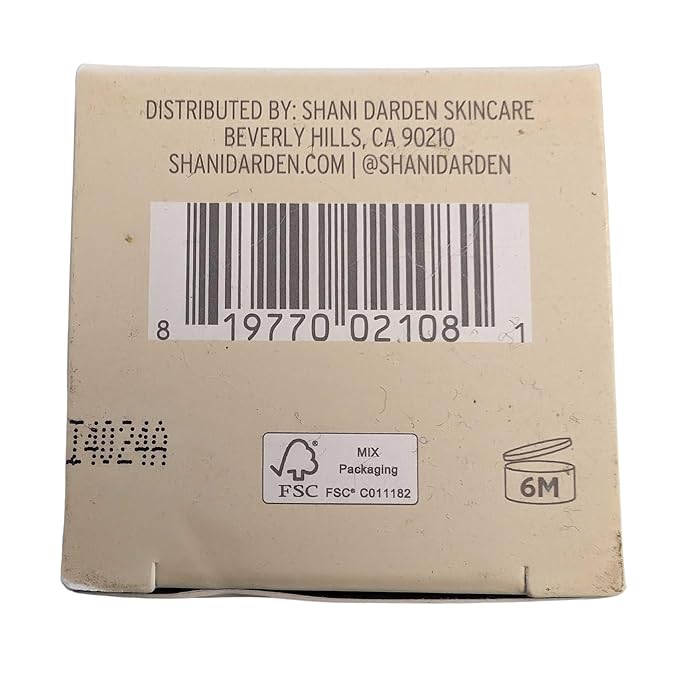 DISTRIBUTED BY: SHANI DARDEN SKINCARE
BEVERLY HILLS, CA 90210
SHANIDARDEN.COM | @SHANIDARDEN
8 19770 02108 1
I4024A
MIX
Packaging
FSC® FSC® C011182
6M